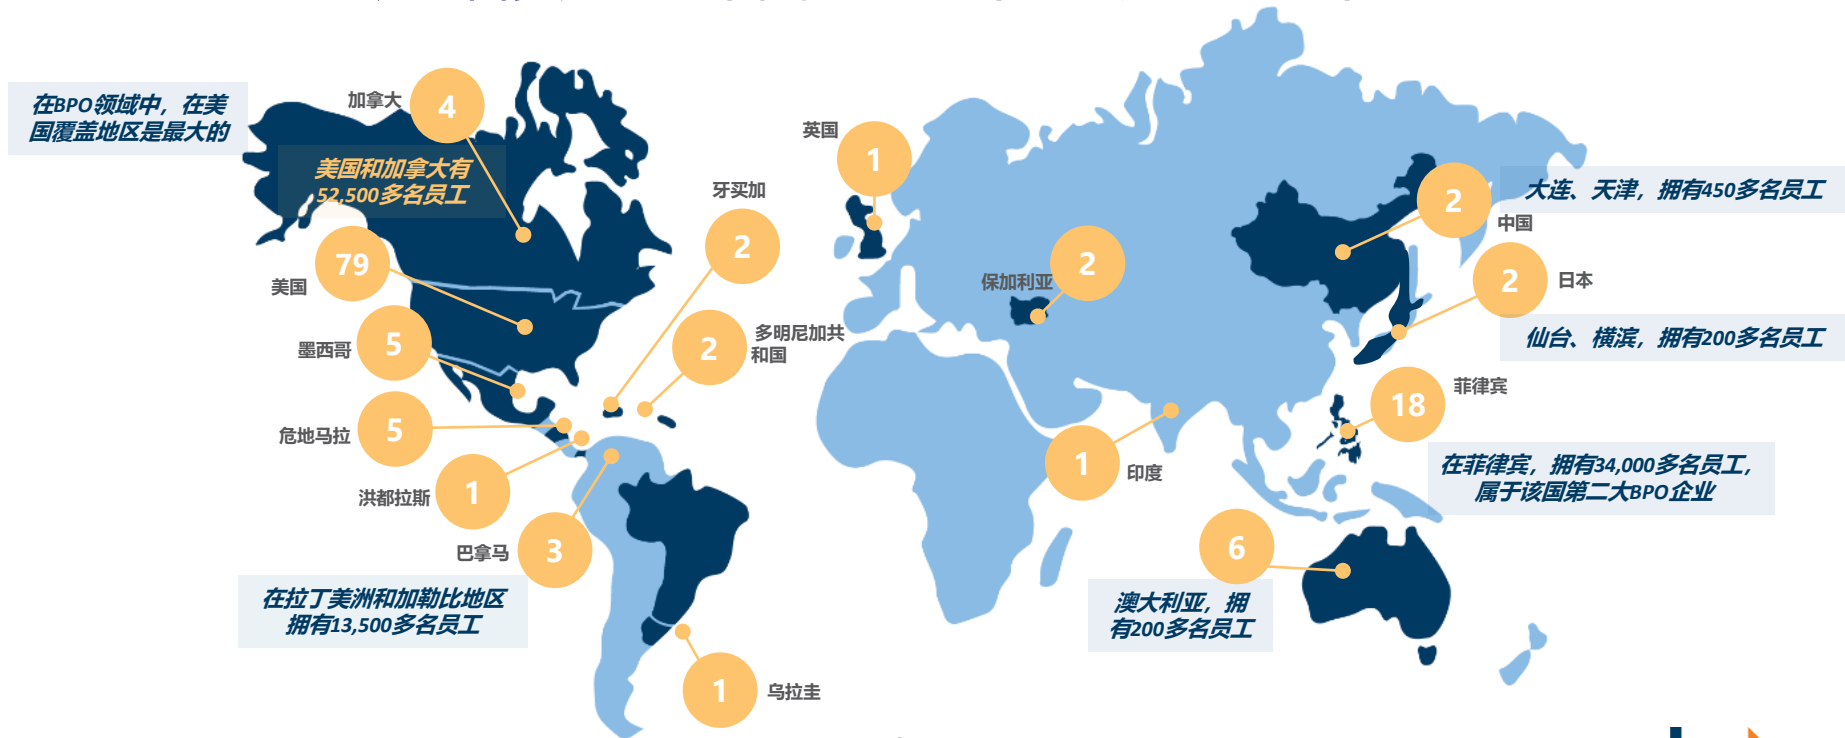 在BPO领域中，在美
国覆盖地区是最大的
加拿大
4
美国和加拿大有
52,500多名员工
79
美国
墨西哥
5
危地马拉
5
洪都拉斯
1
巴拿马
3
在拉丁美洲和加勒比地区
拥有13,500多名员工
牙买加
2
2
多明尼加共
和国
1
乌拉圭
英国
1
保加利亚
2
1
印度
2
大连、天津，拥有450多名员工
中国
2
日本
仙台、横滨，拥有200多名员工
18
菲律宾
在菲律宾，拥有34,000多名员工，
属于该国第二大BPO企业
6
澳大利亚，拥
有200多名员工